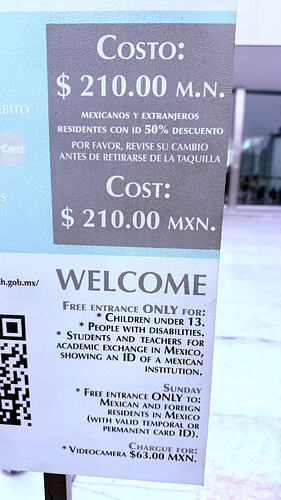 COSTO:
$ 210.00 M.N.
MEXICANOS Y EXTRANJEROS
RESIDENTES CON ID 50% DESCUENTO
POR FAVOR, REVISE SU CAMBIO
ANTES DE RETIRARSE DE LA TAQUILLA
COST:
$ 210.00 MXN.
ÉBITO
Card.
S
h.gob.mx/
WELCOME
FREE ENTRANCE ONLY FOR:
* CHILDREN UNDER 13.
* PEOPLE WITH DISABILITIES.
* STUDENTS AND TEACHERS FOR
ACADEMIC EXCHANGE IN MEXICO,
SHOWING AN ID OF A MEXICAN
INSTITUTION.
SUNDAY
* FREE ENTRANCE ONLY TO:
MEXICAN AND FOREIGN
RESIDENTS IN MEXICO
(WITH VALID TEMPORAL OR
PERMANENT CARD ID).
CHARGUE FOR:
* VIDEOCAMERA $63.00 MXN.